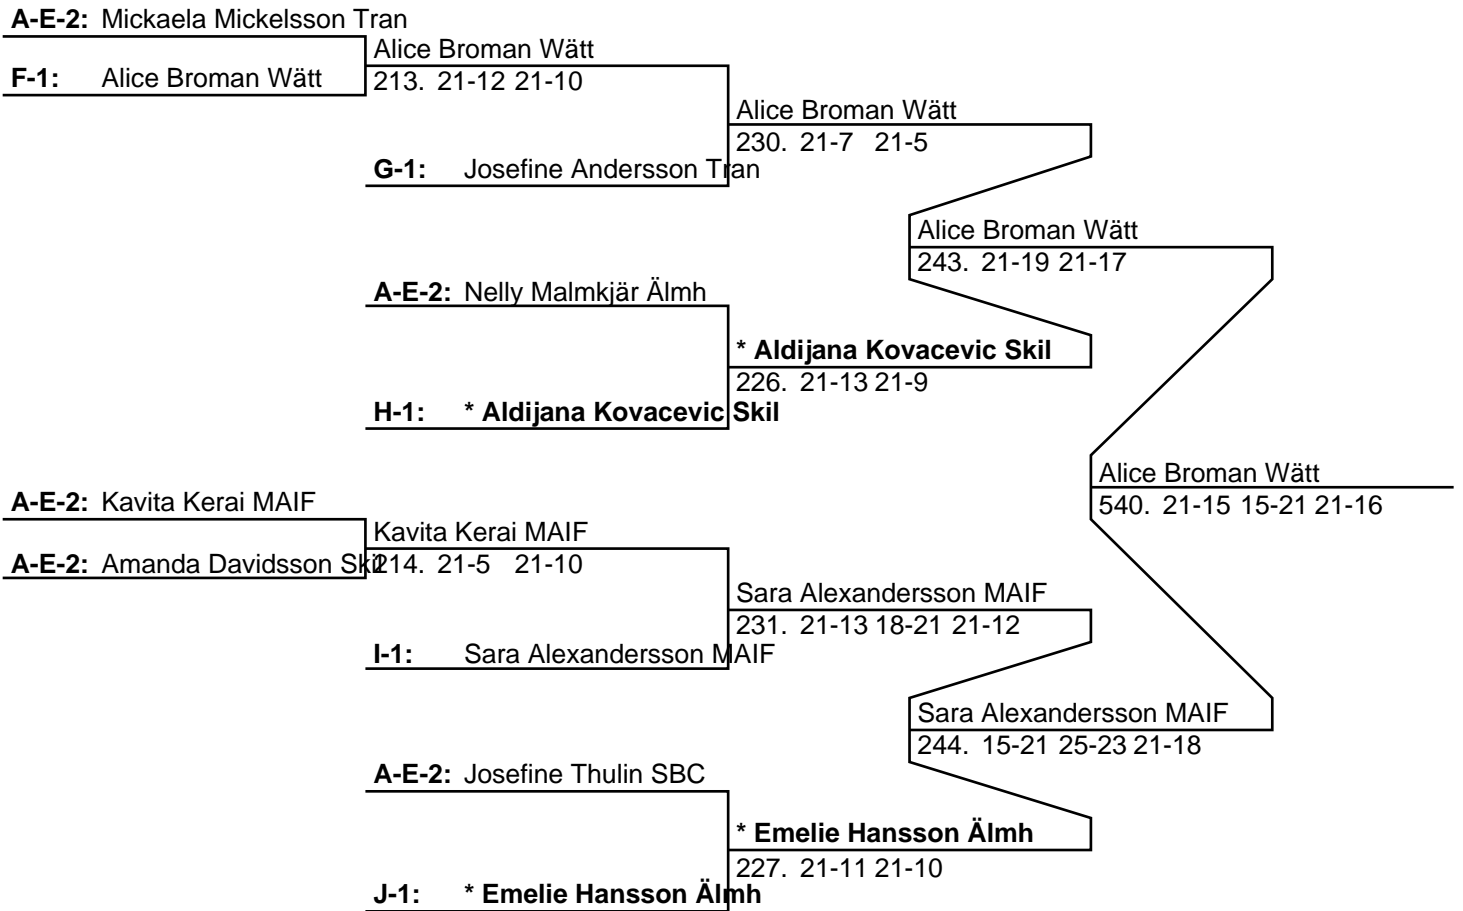 A-E-2: Mickaela Mickelsson Tran
Alice Broman Wätt
F-1: Alice Broman Wätt
213. 21-12 21-10
Alice Broman Wätt
230. 21-7 21-5
G-1: Josefine Andersson Tran
Alice Broman Wätt
243. 21-19 21-17
A-E-2: Nelly Malmkjär Älmh
* Aldijana Kovacevic Skil
226. 21-13 21-9
H-1: * Aldijana Kovacevic Skil
Alice Broman Wätt
540. 21-15 15-21 21-16
A-E-2: Kavita Kerai MAIF
Kavita Kerai MAIF
A-E-2: Amanda Davidsson Skil
214. 21-5 21-10
Sara Alexandersson MAIF
231. 21-13 18-21 21-12
I-1: Sara Alexandersson MAIF
Sara Alexandersson MAIF
244. 15-21 25-23 21-18
A-E-2: Josefine Thulin SBC
* Emelie Hansson Älmh
227. 21-11 21-10
J-1: * Emelie Hansson Älmh